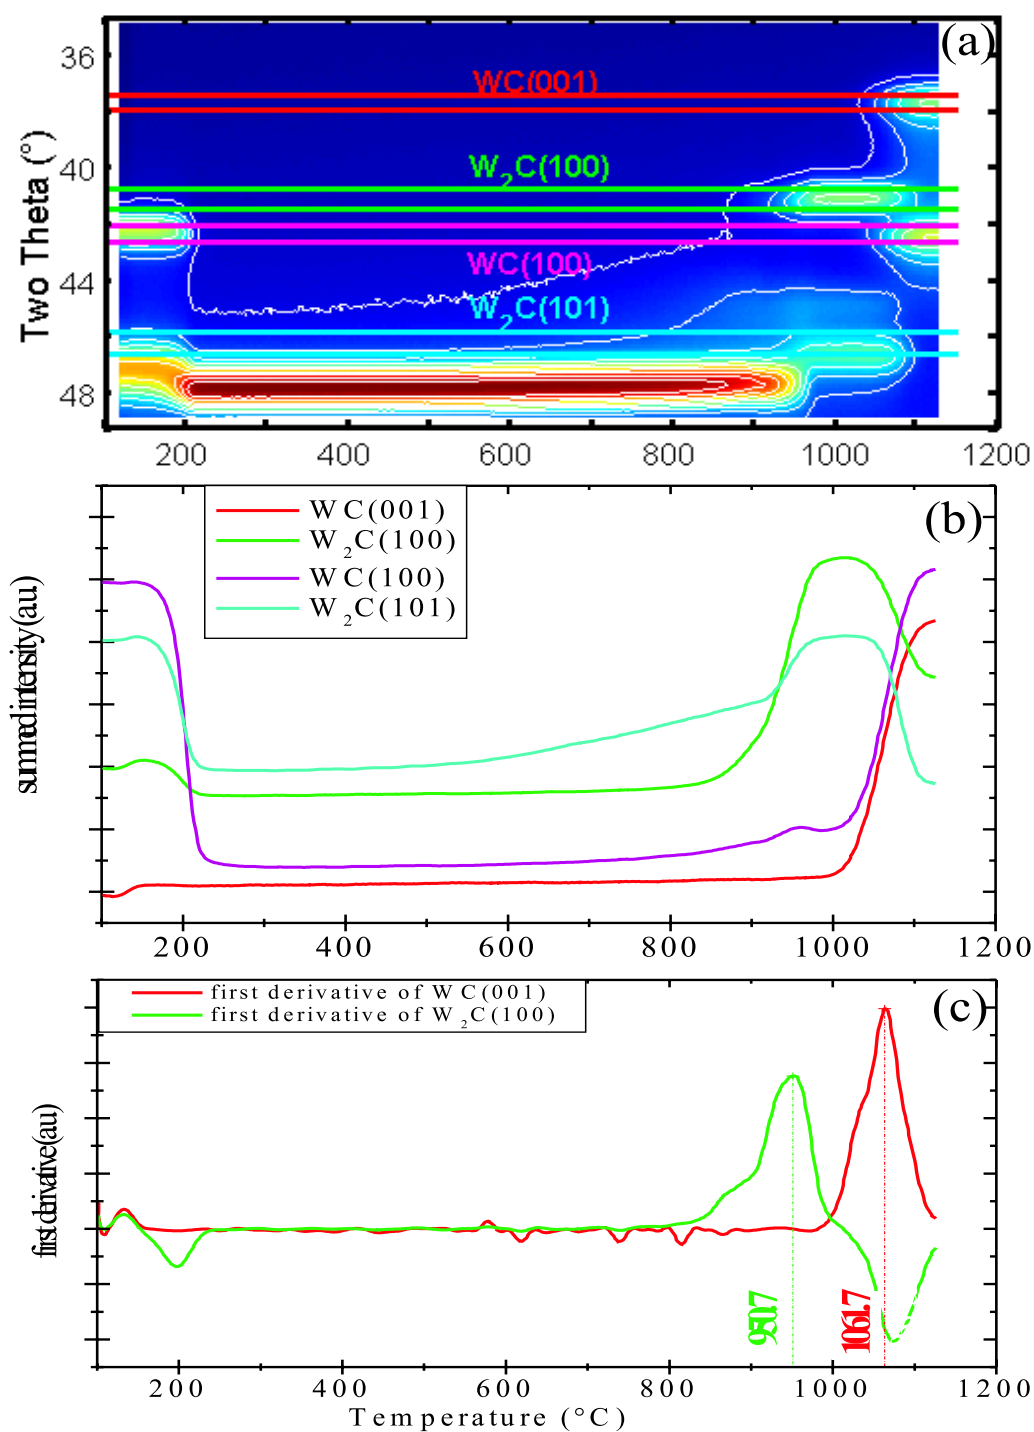 (a)
36
40
44
48
Two Theta (°)
WC(001)
W₂C(100)
WC(100)
W₂C(101)
200 400 600 800 1000 1200
(b)
WC(001)
W₂C(100)
WC(100)
W₂C(101)
summed intensity(a.u.)
200 400 600 800 1000 1200
(c)
first derivative of WC(001)
first derivative of W₂C(100)
first derivative(a.u.)
950.7
1061.7
200 400 600 800 1000 1200
Temperature (°C)